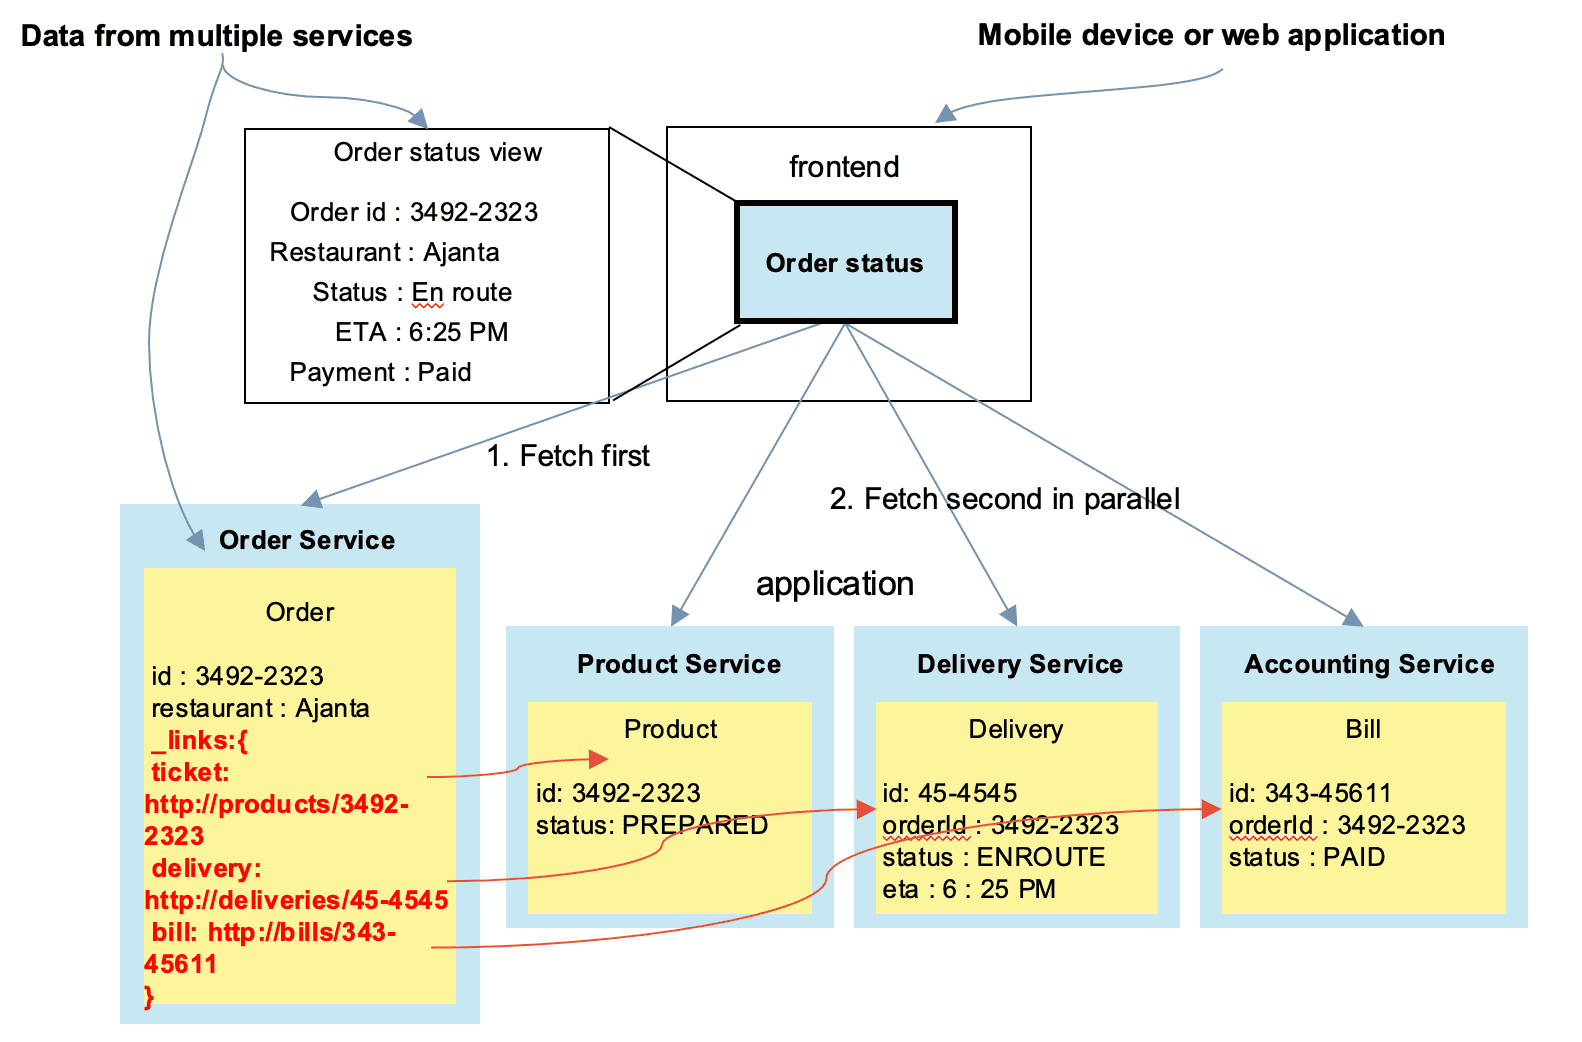 Data from multiple services
Mobile device or web application
Order status view
Order id : 3492-2323
Restaurant : Ajanta
Status : En route
ETA : 6:25 PM
Payment : Paid
frontend
Order status
1. Fetch first
2. Fetch second in parallel
application
Order Service
Order
id : 3492-2323
restaurant : Ajanta
_links:{
ticket:
http://products/3492-
2323
delivery:
http://deliveries/45-4545
bill: http://bills/343-
45611
}
Product Service
Product
id: 3492-2323
status: PREPARED
Delivery Service
Delivery
id: 45-4545
orderId : 3492-2323
status : ENROUTE
eta : 6 : 25 PM
Accounting Service
Bill
id: 343-45611
orderId : 3492-2323
status : PAID